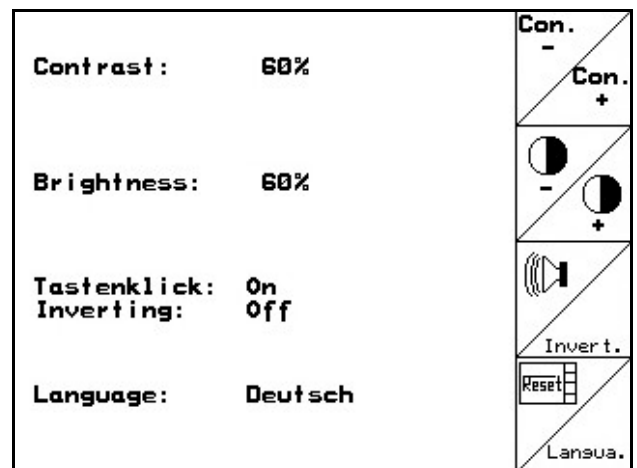 Con.
-
Contrast: 60%
Con.
+
Brightness: 60%
-
+
Tastenklick: On
Inverting: Off
Invert.
Reset
Language: Deutsch
Langua.